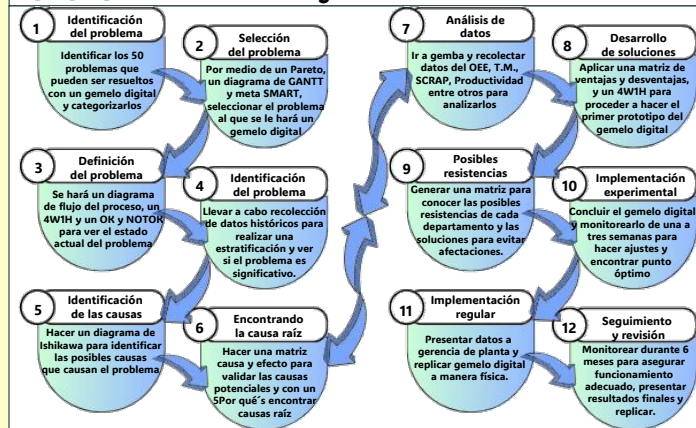 1
Identificación
del problema
Identificar los 50
problemas que
pueden ser resueltos
con un gemelo digital
y categorizarlos
2
Selección
del problema
Por medio de un Pareto,
un diagrama de GANTT
y meta SMART,
seleccionar el problema
al que se le hará un
gemelo digital
3
Definición
del problema
Se hará un diagrama
de flujo del proceso, un
4W1H y un OK y NOTOK
para ver el estado
actual del problema
4
Identificación
del problema
Llevar a cabo recolección
de datos históricos para
realizar una
estratificación y ver
si el problema es
significativo.
5
Identificación
de las causas
Hacer un diagrama de
Ishikawa para identificar
las posibles causas
que causan el problema
6
Encontrando
la causa raíz
Hacer una matriz
causa y efecto para
validar las causas
potenciales y con un
5Por qué´s encontrar
causas raíz
7
Análisis de
datos
Ir a gemba y recolectar
datos del OEE, T.M.,
SCRAP, Productividad
entre otros para
analizarlos
8
Desarrollo
de soluciones
Aplicar una matriz de
ventajas y desventajas,
y un 4W1H para
proceder a hacer el
primer prototipo del
gemelo digital
9
Posibles
resistencias
Generar una matriz para
conocer las posibles
resistencias de cada
departamento y las
soluciones para evitar
afectaciones.
10
Implementación
experimental
Concluir el gemelo digital
y monitorearlo de una a
tres semanas para
hacer ajustes y
encontrar punto
óptimo
11
Implementación
regular
Presentar datos a
gerencia de planta y
replicar gemelo digital
a manera física.
12
Seguimiento
y revisión
Monitorear durante 6
meses para asegurar
funcionamiento
adecuado, presentar
resultados finales y
replicar.